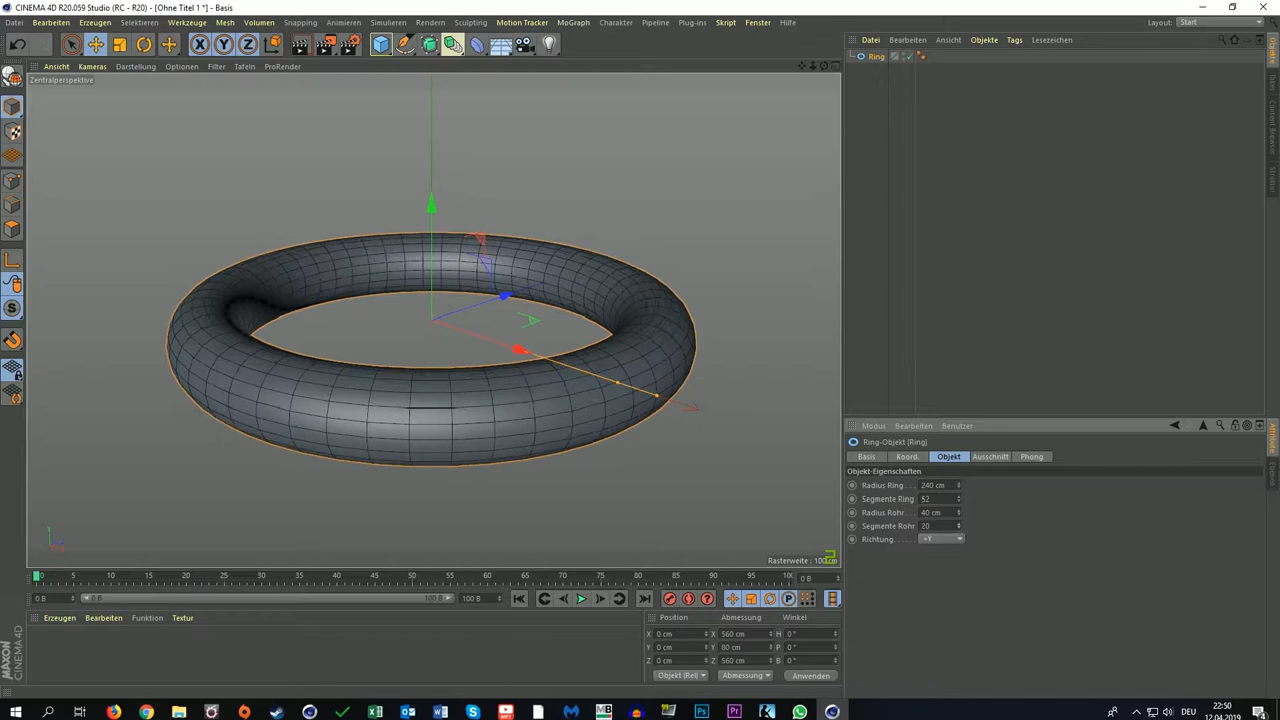 CINEMA 4D R20.059 Studio (RC - R20) - [Ohne Titel 1 *] - Basis
Datei Bearbeiten Erzeugen Selektieren Werkzeuge Mesh Volumen Snapping Animieren Simulieren Rendern Sculpting Motion Tracker MoGraph Charakter Pipeline Plug-ins Skript Fenster Hilfe
Layout: Start
X Y Z
Datei Bearbeiten Ansicht Objekte Tags Lesezeichen
Ring
Ansicht Kameras Darstellung Optionen Filter Tafeln ProRender
Zentralperspektive
Objekte
Takes
Content Browser
Struktur
Modus Bearbeiten Benutzer
Ring-Objekt [Ring]
Basis Koord. Objekt Ausschnitt Phong
Objekt-Eigenschaften
Radius Ring . . . 240 cm
Segmente Ring 52
Radius Rohr . . 40 cm
Segmente Rohr 20
Richtung. . . . . +Y
Attribute
Y
Rasterweite : 100 cm
0 5 10 15 20 25 30 35 40 45 50 55 60 65 70 75 80 85 90 95 0 B
0 B 0 B 100 B 100 B
Erzeugen Bearbeiten Funktion Textur
Position Abmessung Winkel
X 0 cm X 560 cm H 0 °
Y 0 cm Y 80 cm P 0 °
Z 0 cm Z 560 cm B 0 °
Objekt (Rel) Abmessung Anwenden
MAXON
CINEMA 4D
DEU
22:50
12.04.2019